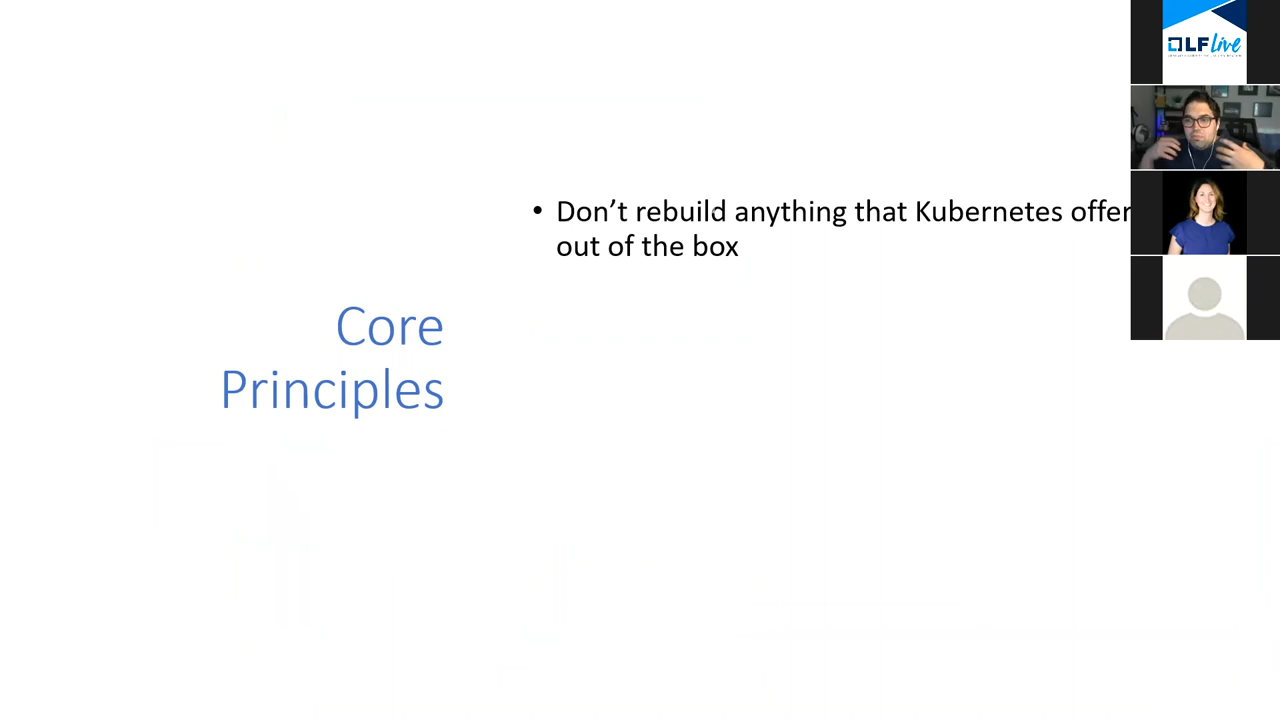 LF Live
Don't rebuild anything that Kubernetes offer
out of the box
Core
Principles